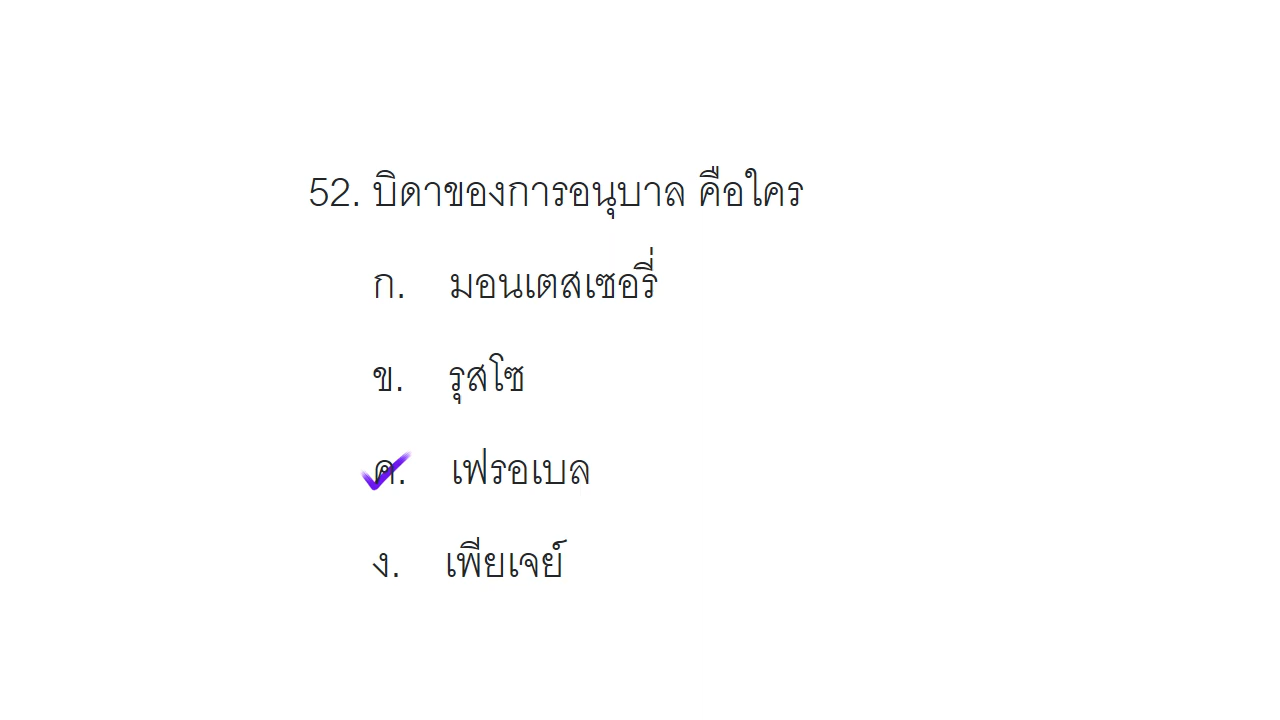 52. บิดาของการอนุบาล คือใคร
ก. มอนเตสเซอรี่
ข. รุสโซ
ค. เฟรอเบล
ง. เพียเจย์